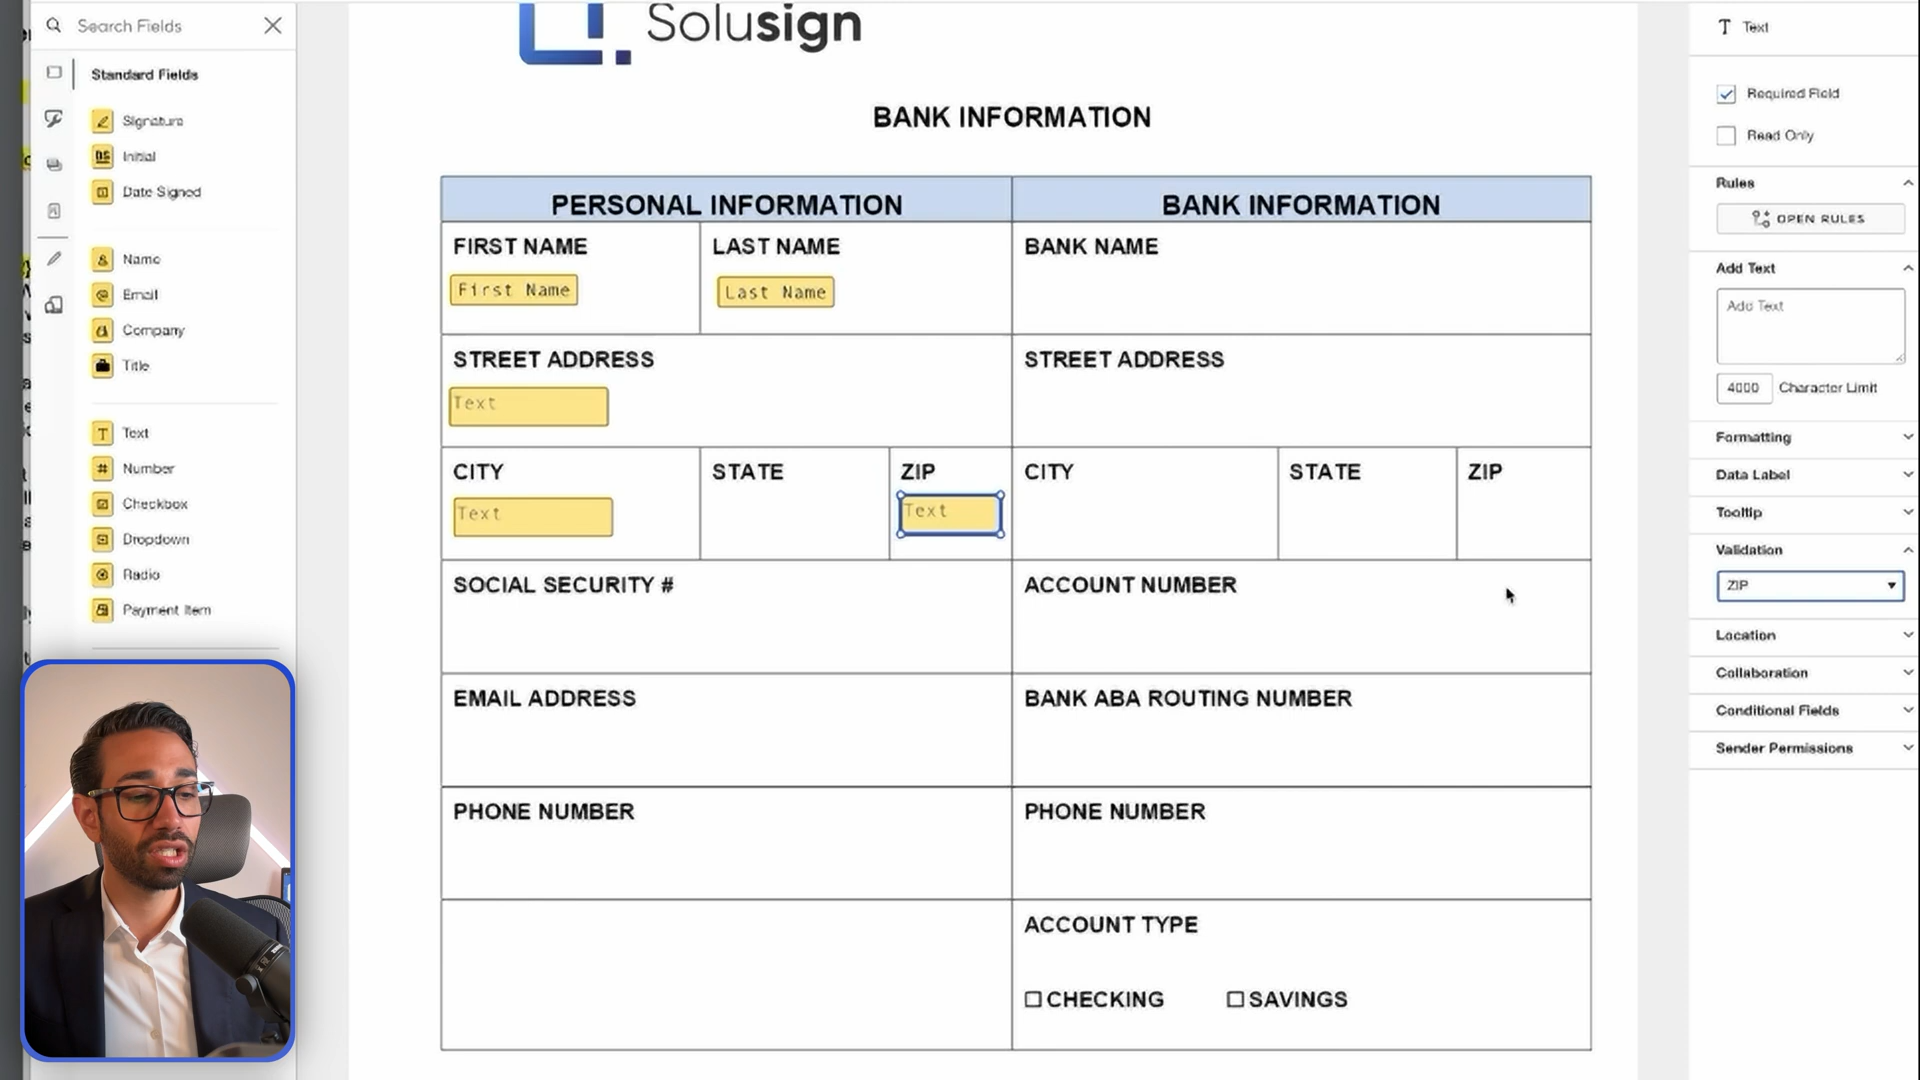 Search Fields
Standard Fields
Signature
DS Initial
Date Signed
Name
Email
Company
Title
T Text
# Number
Checkbox
Dropdown
Radio
Payment Item
Solusign
BANK INFORMATION
PERSONAL INFORMATION BANK INFORMATION
FIRST NAME LAST NAME BANK NAME
First Name Last Name
STREET ADDRESS STREET ADDRESS
Text
CITY STATE ZIP CITY STATE ZIP
Text Text
SOCIAL SECURITY # ACCOUNT NUMBER
EMAIL ADDRESS BANK ABA ROUTING NUMBER
PHONE NUMBER PHONE NUMBER
ACCOUNT TYPE
CHECKING SAVINGS
T Text
Required Field
Read Only
Rules
OPEN RULES
Add Text
Add Text
4000 Character Limit
Formatting
Data Label
Tooltip
Validation
ZIP
Location
Collaboration
Conditional Fields
Sender Permissions